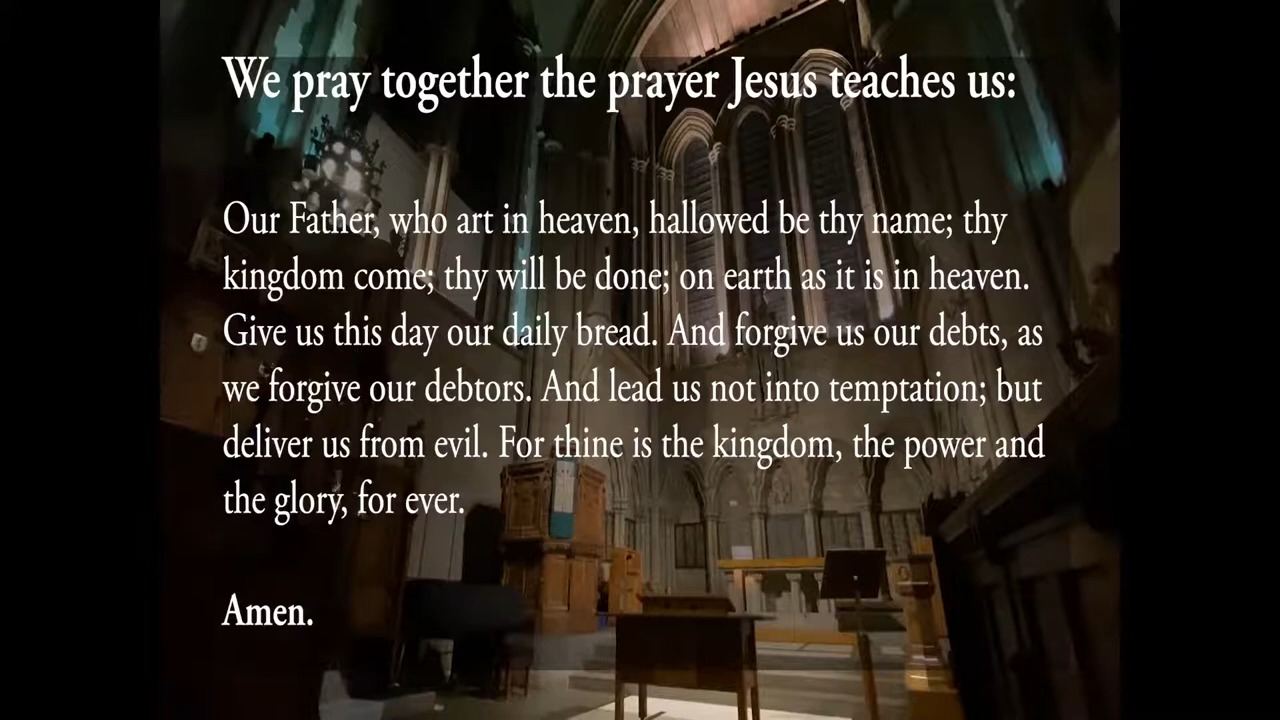 We pray together the prayer Jesus teaches us:
Our Father, who art in heaven, hallowed be thy name; thy
kingdom come; thy will be done; on earth as it is in heaven.
Give us this day our daily bread. And forgive us our debts, as
we forgive our debtors. And lead us not into temptation; but
deliver us from evil. For thine is the kingdom, the power and
the glory, for ever.
Amen.